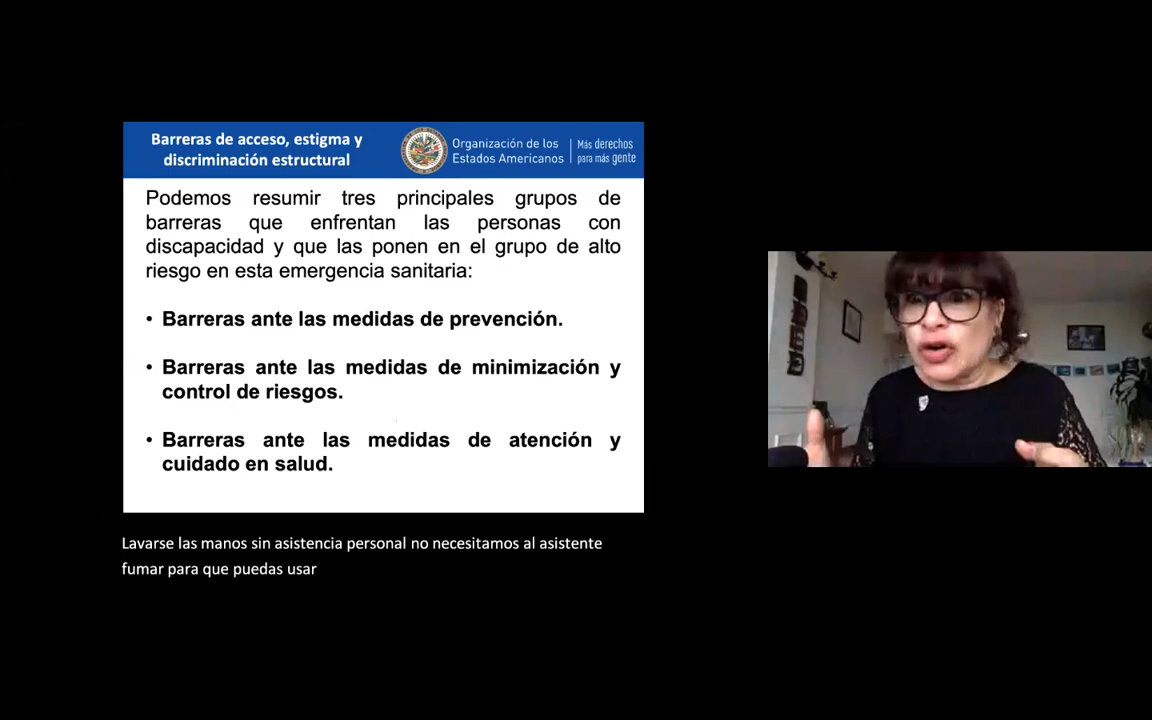 Barreras de acceso, estigma y
discriminación estructural
Organización de los
Estados Americanos
Más derechos
para más gente
Podemos resumir tres principales grupos de
barreras que enfrentan las personas con
discapacidad y que las ponen en el grupo de alto
riesgo en esta emergencia sanitaria:
• Barreras ante las medidas de prevención.
• Barreras ante las medidas de minimización y
control de riesgos.
• Barreras ante las medidas de atención y
cuidado en salud.
Lavarse las manos sin asistencia personal no necesitamos al asistente
fumar para que puedas usar